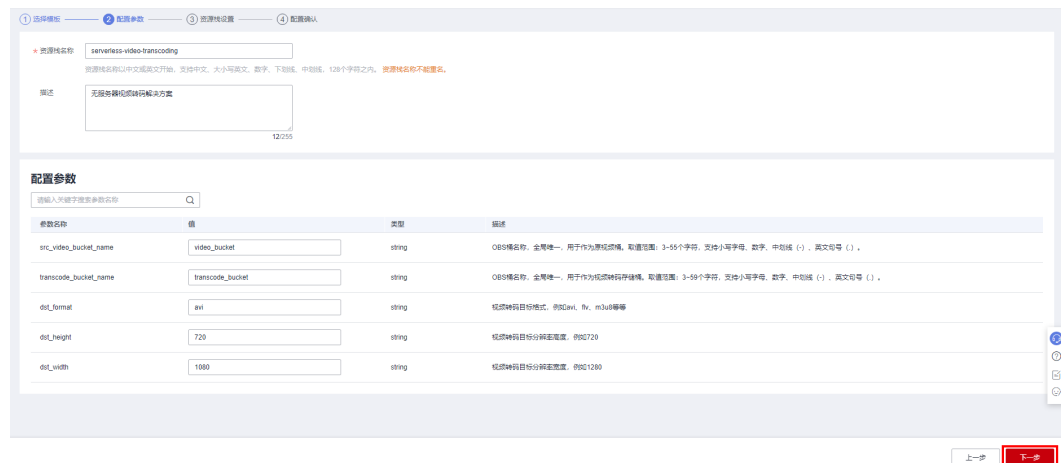 1 选择模板 2 配置参数 3 资源栈设置 4 配置确认
* 资源栈名称 serverless-video-transcoding
资源栈名称以中文或英文开始，支持中文、大小写英文、数字、下划线、中划线，128个字符之内。 资源栈名称不能重名。
描述 无服务器视频转码解决方案
12/255
配置参数
请输入关键字搜索参数名称
参数名称 值 类型 描述
src_video_bucket_name video_bucket string OBS桶名称，全局唯一，用于作为原视频桶。取值范围：3~55个字符，支持小写字母、数字、中划线（-）、英文句号（.）。
transcode_bucket_name transcode_bucket string OBS桶名称，全局唯一，用于作为视频转码存储桶。取值范围：3~59个字符，支持小写字母、数字、中划线（-）、英文句号（.）。
dst_format avi string 视频转码目标格式，例如avi、flv、m3u8等等
dst_height 720 string 视频转码目标分辨率高度，例如720
dst_width 1080 string 视频转码目标分辨率宽度，例如1280
上一步 下一步